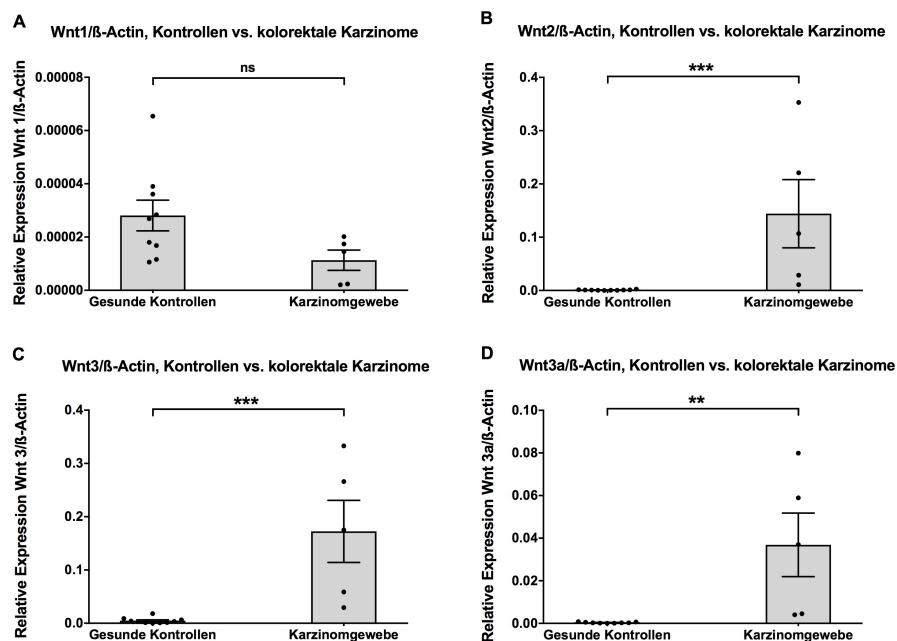 A
Wnt1/ß-Actin, Kontrollen vs. kolorektale Karzinome
Relative Expression Wnt 1/ß-Actin
0.00008
0.00006
0.00004
0.00002
0.00000
ns
Gesunde Kontrollen
Karzinomgewebe
B
Wnt2/ß-Actin, Kontrollen vs. kolorektale Karzinome
Relative Expression Wnt2/ß-Actin
0.4
0.3
0.2
0.1
0.0
***
Gesunde Kontrollen
Karzinomgewebe
C
Wnt3/ß-Actin, Kontrollen vs. kolorektale Karzinome
Relative Expression Wnt 3/ß-Actin
0.4
0.3
0.2
0.1
0.0
***
Gesunde Kontrollen
Karzinomgewebe
D
Wnt3a/ß-Actin, Kontrollen vs. kolorektale Karzinome
Relative Expression Wnt 3a/ß-Actin
0.10
0.08
0.06
0.04
0.02
0.00
**
Gesunde Kontrollen
Karzinomgewebe